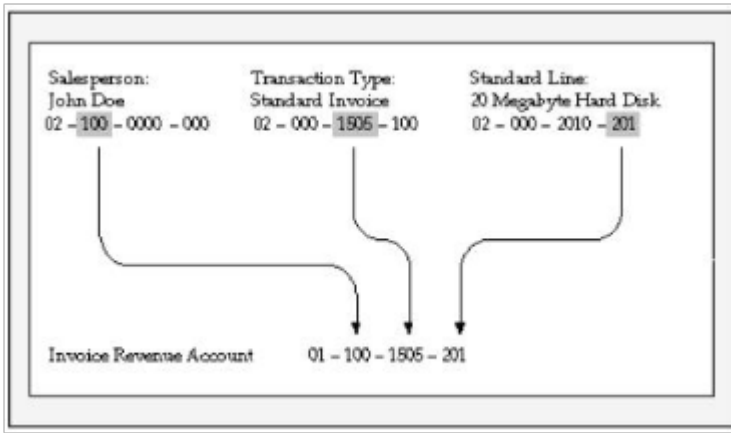 Salesperson:
John Doe
02 – 100 – 0000 – 000
Transaction Type:
Standard Invoice
02 – 000 – 1505 – 100
Standard Line:
20 Megabyte Hard Disk
02 – 000 – 2010 – 201
Invoice Revenue Account 01 – 100 – 1505 – 201